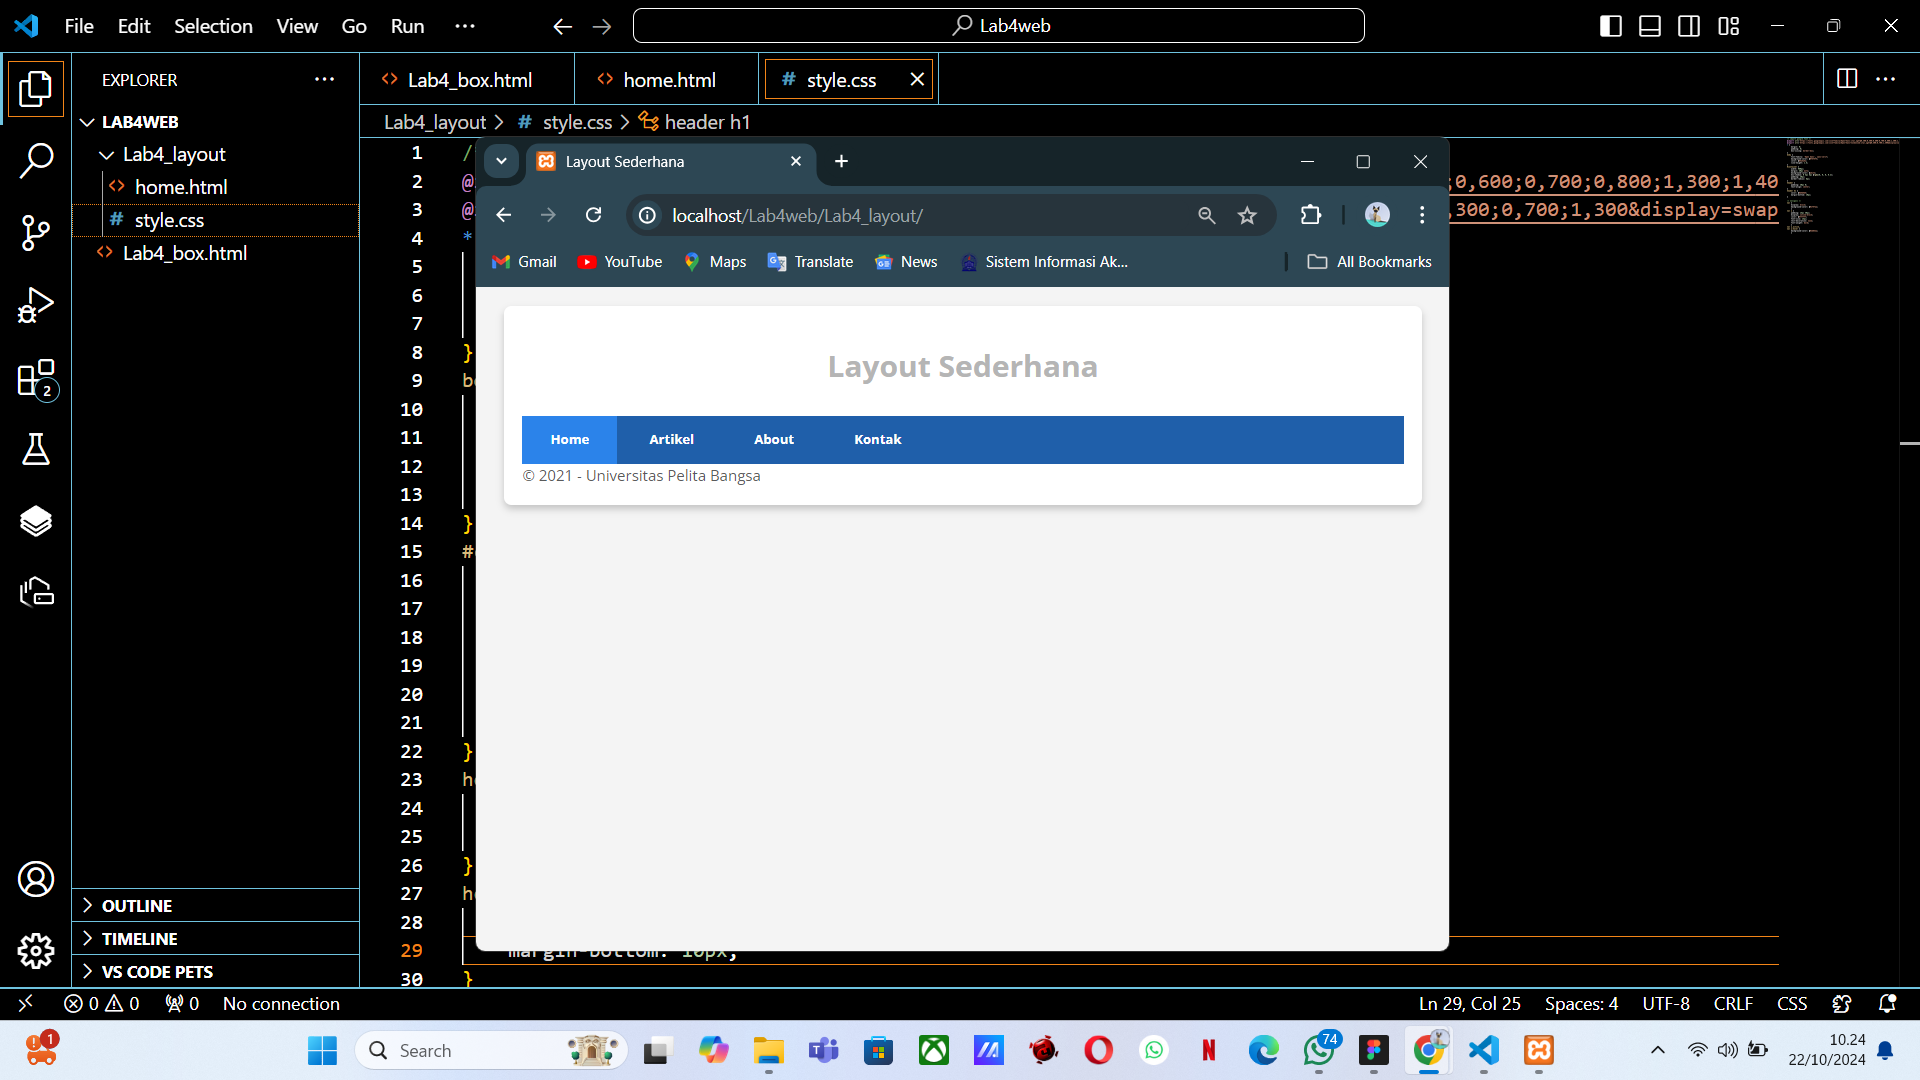 File Edit Selection View Go Run ··· Lab4web
EXPLORER ···
LAB4WEB
Lab4_layout
home.html
style.css
Lab4_box.html
OUTLINE
TIMELINE
VS CODE PETS
Lab4_box.html home.html # style.css
Lab4_layout > # style.css > header h1
1 /
2 @ ;0,600;0,700;0,800;1,300;1,40
3 @ ,300;0,700;1,300&display=swap
4 *
5
6
7
8 }
9
10
11
12
13
14 }
15 #
16
17
18
19
20
21
22 }
23
24
25
26 }
27
28
29 margin-bottom: 10px;
30 }
Layout Sederhana
localhost/Lab4web/Lab4_layout/
Gmail YouTube Maps Translate News Sistem Informasi Ak... All Bookmarks
Layout Sederhana
Home Artikel About Kontak
© 2021 - Universitas Pelita Bangsa
2
0 0 0 No connection Ln 29, Col 25 Spaces: 4 UTF-8 CRLF CSS
1 Search 74 10.24
22/10/2024